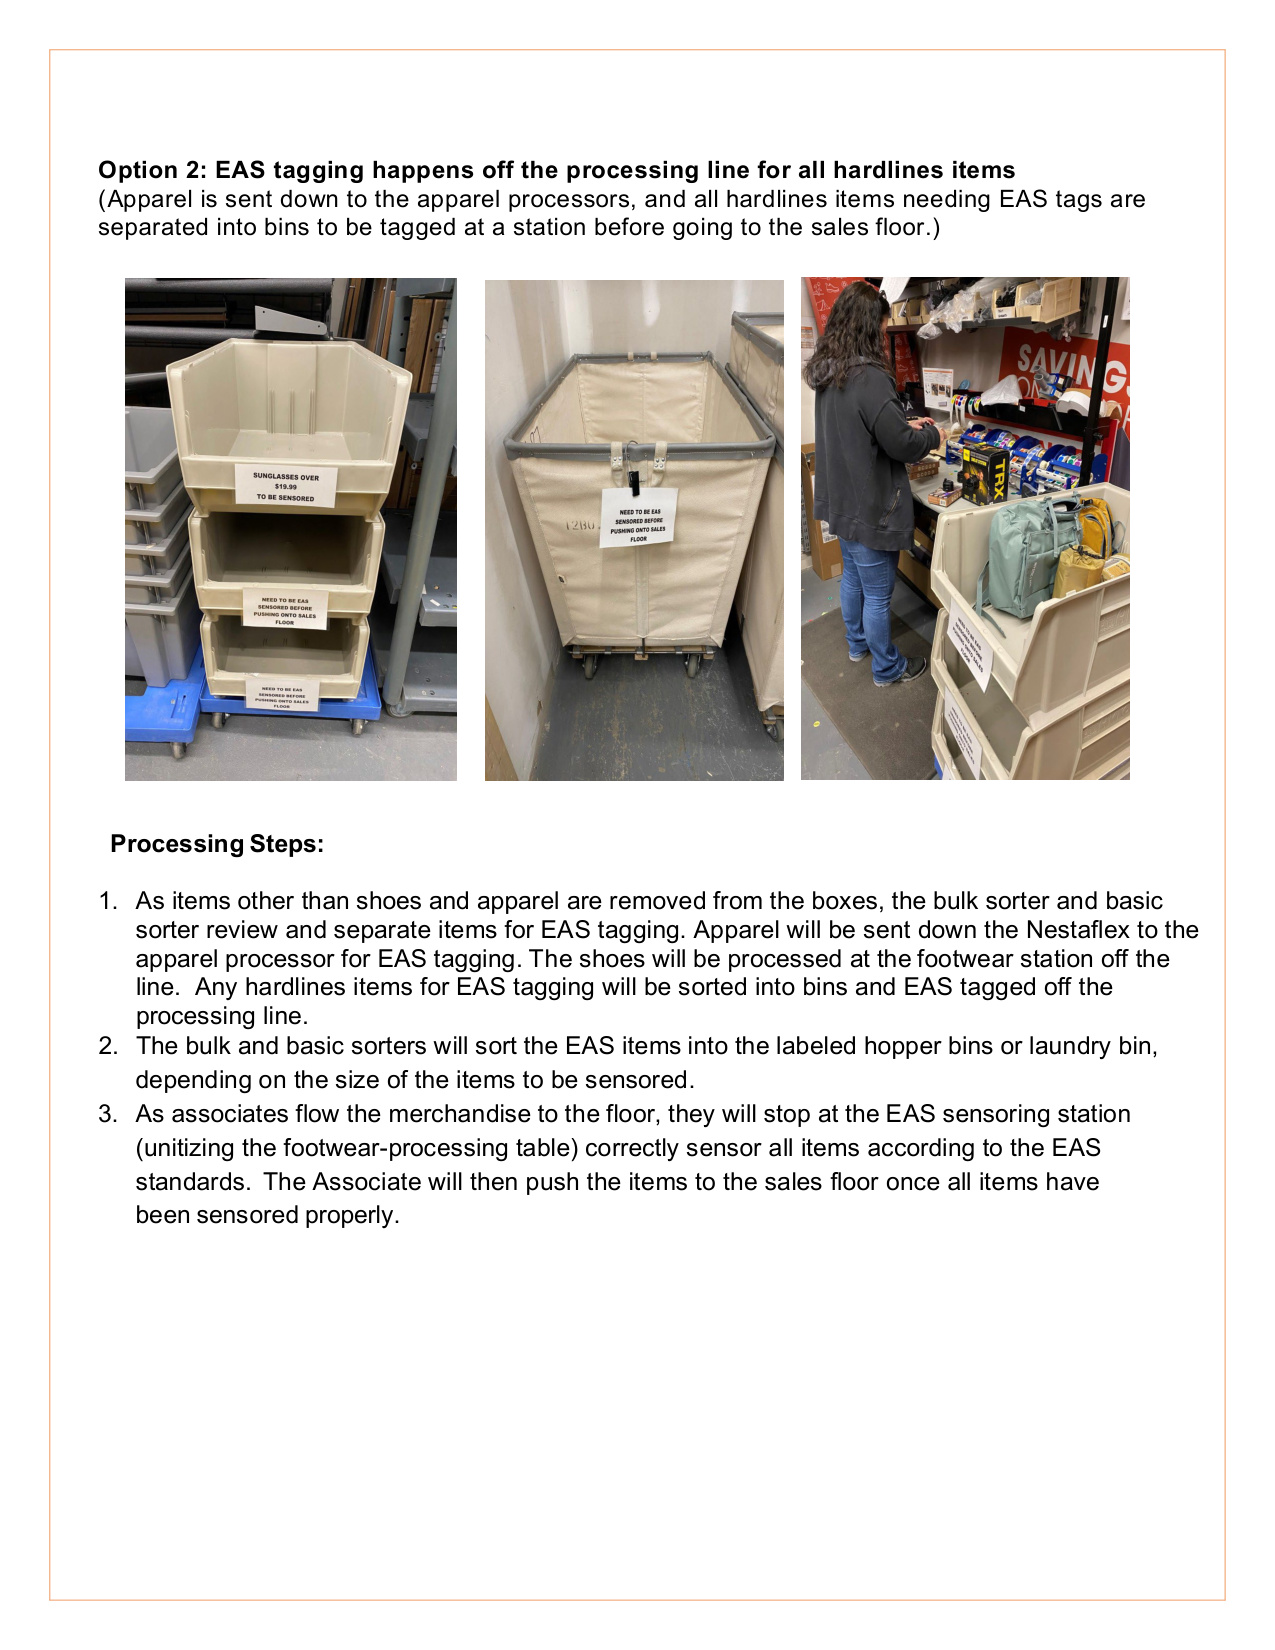 Option 2: EAS tagging happens off the processing line for all hardlines items
(Apparel is sent down to the apparel processors, and all hardlines items needing EAS tags are
separated into bins to be tagged at a station before going to the sales floor.)
SUNGLASSES OVER
$19.99
TO BE SENSORED
NEED TO BE EAS
SENSORED BEFORE
PUSHING ONTO SALES
FLOOR
NEED TO BE EAS
SENSORED BEFORE
PUSHING ONTO SALES
FLOOR
NEED TO BE EAS
SENSORED BEFORE
PUSHING ONTO SALES
FLOOR
SAVING
TRX
NEED TO BE EAS
SENSORED BEFORE
PUSHING ONTO SALES
FLOOR
Processing Steps:
1. As items other than shoes and apparel are removed from the boxes, the bulk sorter and basic
sorter review and separate items for EAS tagging. Apparel will be sent down the Nestaflex to the
apparel processor for EAS tagging. The shoes will be processed at the footwear station off the
line.  Any hardlines items for EAS tagging will be sorted into bins and EAS tagged off the
processing line.
2. The bulk and basic sorters will sort the EAS items into the labeled hopper bins or laundry bin,
depending on the size of the items to be sensored.
3. As associates flow the merchandise to the floor, they will stop at the EAS sensoring station
(unitizing the footwear-processing table) correctly sensor all items according to the EAS
standards.  The Associate will then push the items to the sales floor once all items have
been sensored properly.